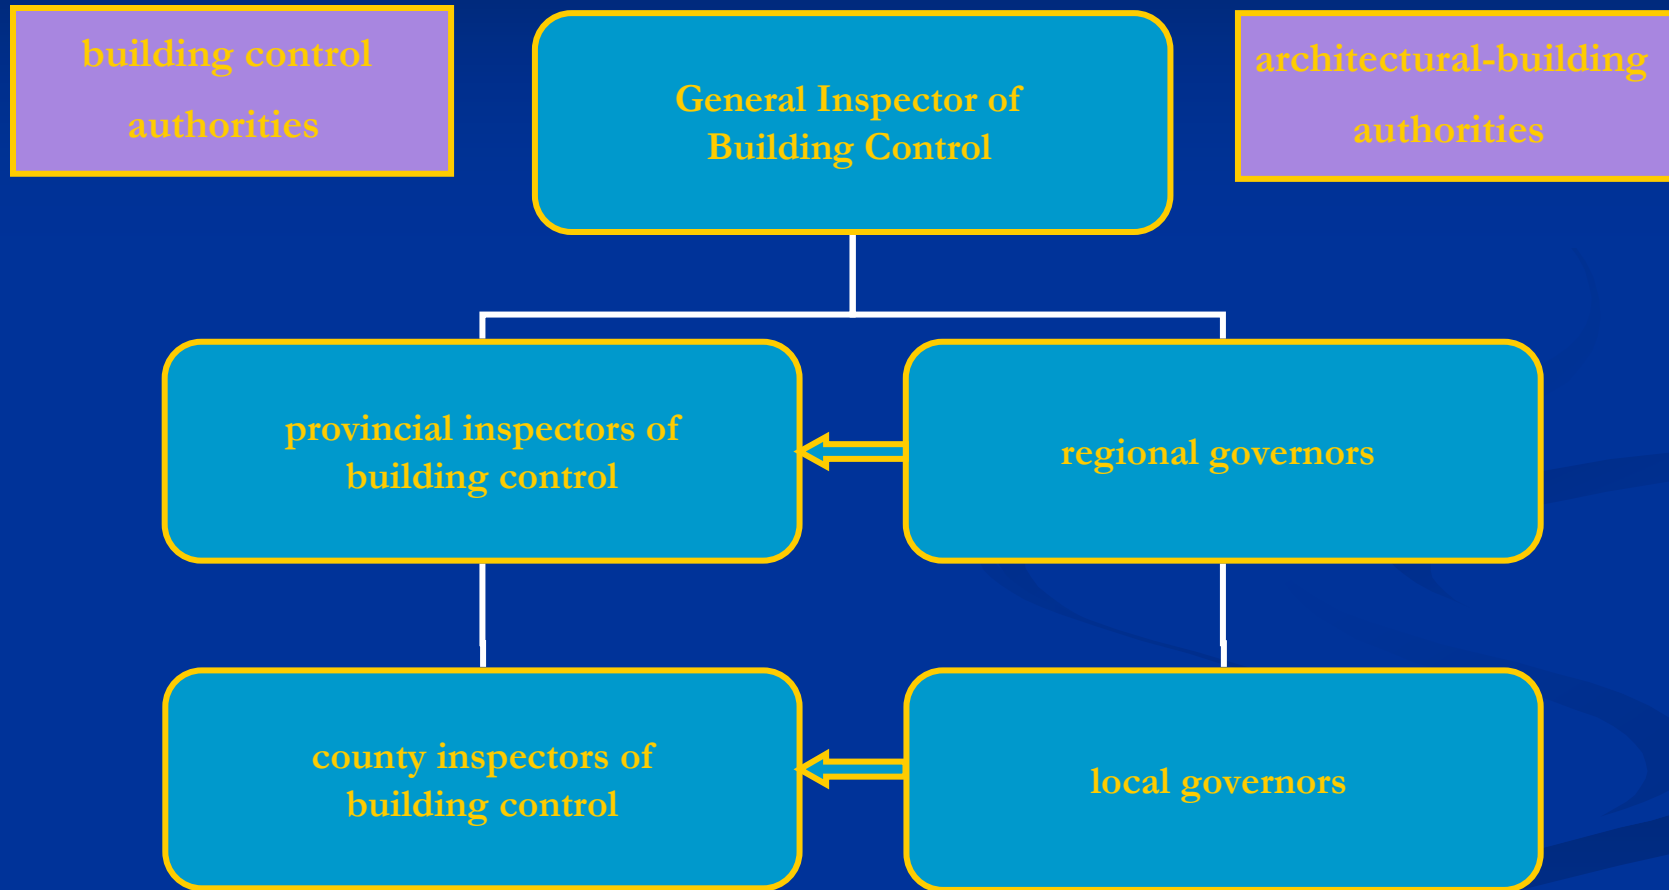 building control
authorities
General Inspector of
Building Control
architectural-building
authorities
provincial inspectors of
building control
regional governors
county inspectors of
building control
local governors